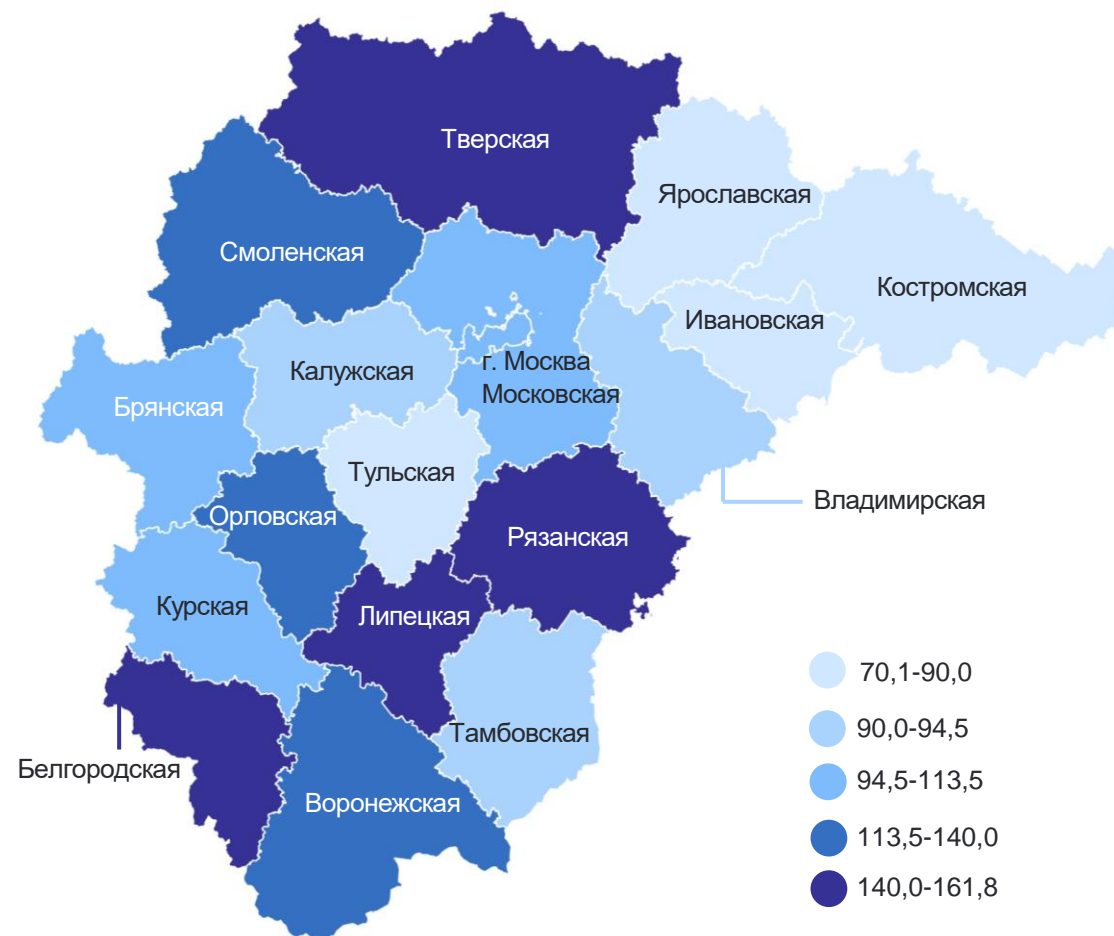 Тверская
Ярославская
Смоленская
Костромская
Ивановская
г. Москва
Московская
Калужская
Брянская
Тульская
Владимирская
Орловская
Рязанская
Курская
Липецкая
Тамбовская
Белгородская
Воронежская
70,1-90,0
90,0-94,5
94,5-113,5
113,5-140,0
140,0-161,8